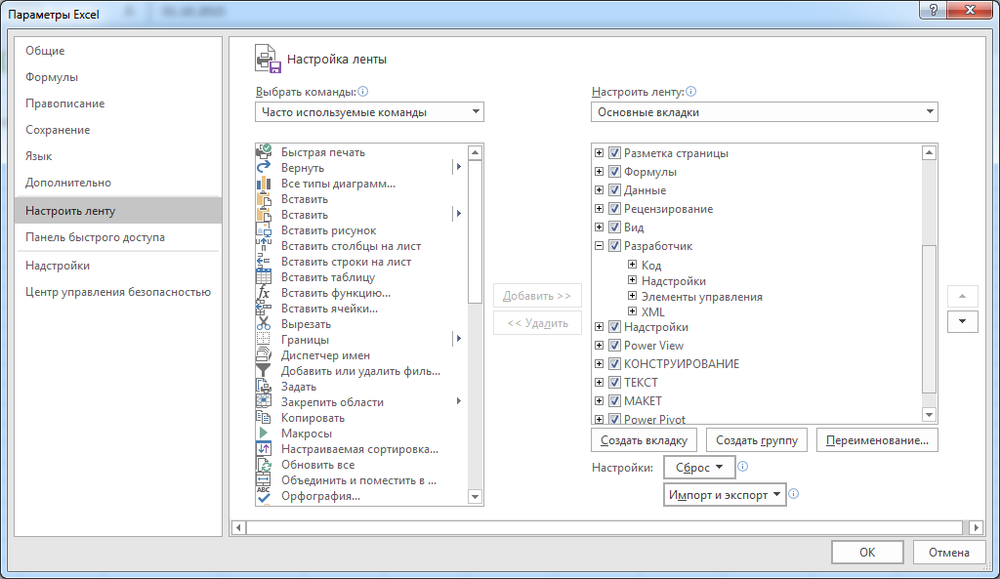 Параметры Excel
Общие
Формулы
Правописание
Сохранение
Язык
Дополнительно
Настроить ленту
Панель быстрого доступа
Надстройки
Центр управления безопасностью
Настройка ленты
Выбрать команды:
Часто используемые команды
Быстрая печать
Вернуть
Все типы диаграмм...
Вставить
Вставить
Вставить рисунок
Вставить столбцы на лист
Вставить строки на лист
Вставить таблицу
Вставить функцию...
Вставить ячейки...
Вырезать
Границы
Диспетчер имен
Добавить или удалить филь...
Задать
Закрепить области
Копировать
Макросы
Настраиваемая сортировка...
Обновить все
Объединить и поместить в ...
Орфография...
Добавить >>
<< Удалить
Настроить ленту:
Основные вкладки
Разметка страницы
Формулы
Данные
Рецензирование
Вид
Разработчик
Код
Надстройки
Элементы управления
XML
Надстройки
Power View
КОНСТРУИРОВАНИЕ
ТЕКСТ
МАКЕТ
Power Pivot
Создать вкладку
Создать группу
Переименование...
Настройки:
Сброс
Импорт и экспорт
ОК
Отмена